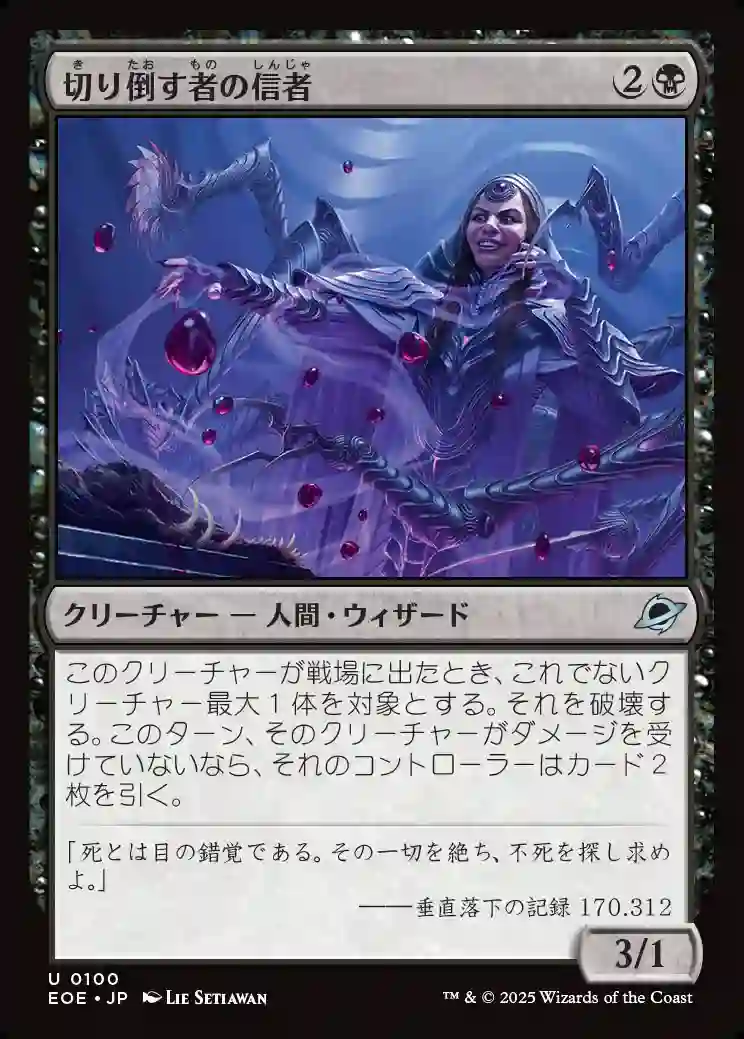 切り倒す者の信者 2
クリーチャー — 人間・ウィザード
このクリーチャーが戦場に出たとき、これでないク
リーチャー最大1体を対象とする。それを破壊す
る。このターン、そのクリーチャーがダメージを受
けていないなら、それのコントローラーはカード2
枚を引く。
「死とは目の錯覚である。その一切を絶ち、不死を探し求め
よ。」
——垂直落下の記録 170.312
3/1
U 0100
EOE • JP Lie Setiawan
™ & © 2025 Wizards of the Coast